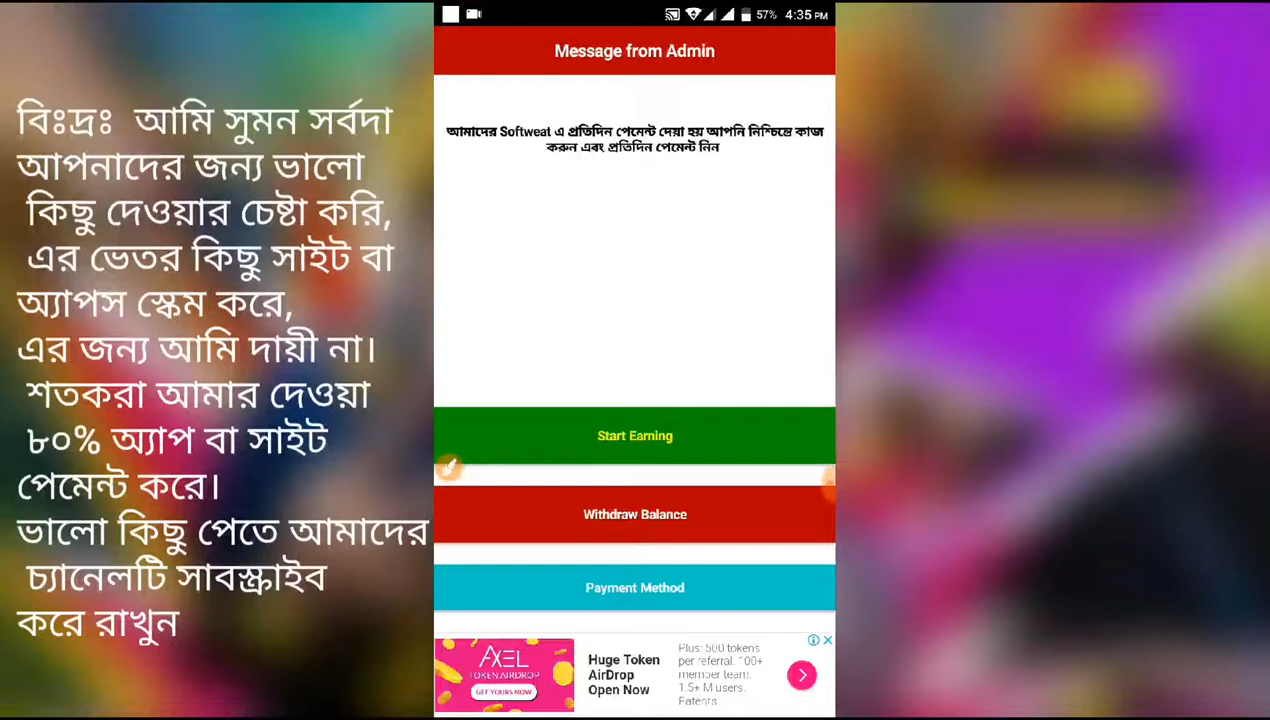 বিঃদ্রঃ আমি সুমন সর্বদা
আপনাদের জন্য ভালো
কিছু দেওয়ার চেষ্টা করি,
এর ভেতর কিছু সাইট বা
অ্যাপস স্কেম করে,
এর জন্য আমি দায়ী না।
শতকরা আমার দেওয়া
৮০% অ্যাপ বা সাইট
পেমেন্ট করে।
ভালো কিছু পেতে আমাদের
চ্যানেলটি সাবস্ক্রাইব
করে রাখুন
57% 4:35 PM
Message from Admin
আমাদের Softweat এ প্রতিদিন পেমেন্ট দেয়া হয় আপনি নিশ্চিন্তে কাজ
করুন এবং প্রতিদিন পেমেন্ট নিন
Start Earning
Withdraw Balance
Payment Method
AXEL
TOKEN AIRDROP
GET YOURS NOW
Huge Token
AirDrop
Open Now
Plus: 500 tokens
per referral. 100+
member team.
1.5+ M users.
Patents...